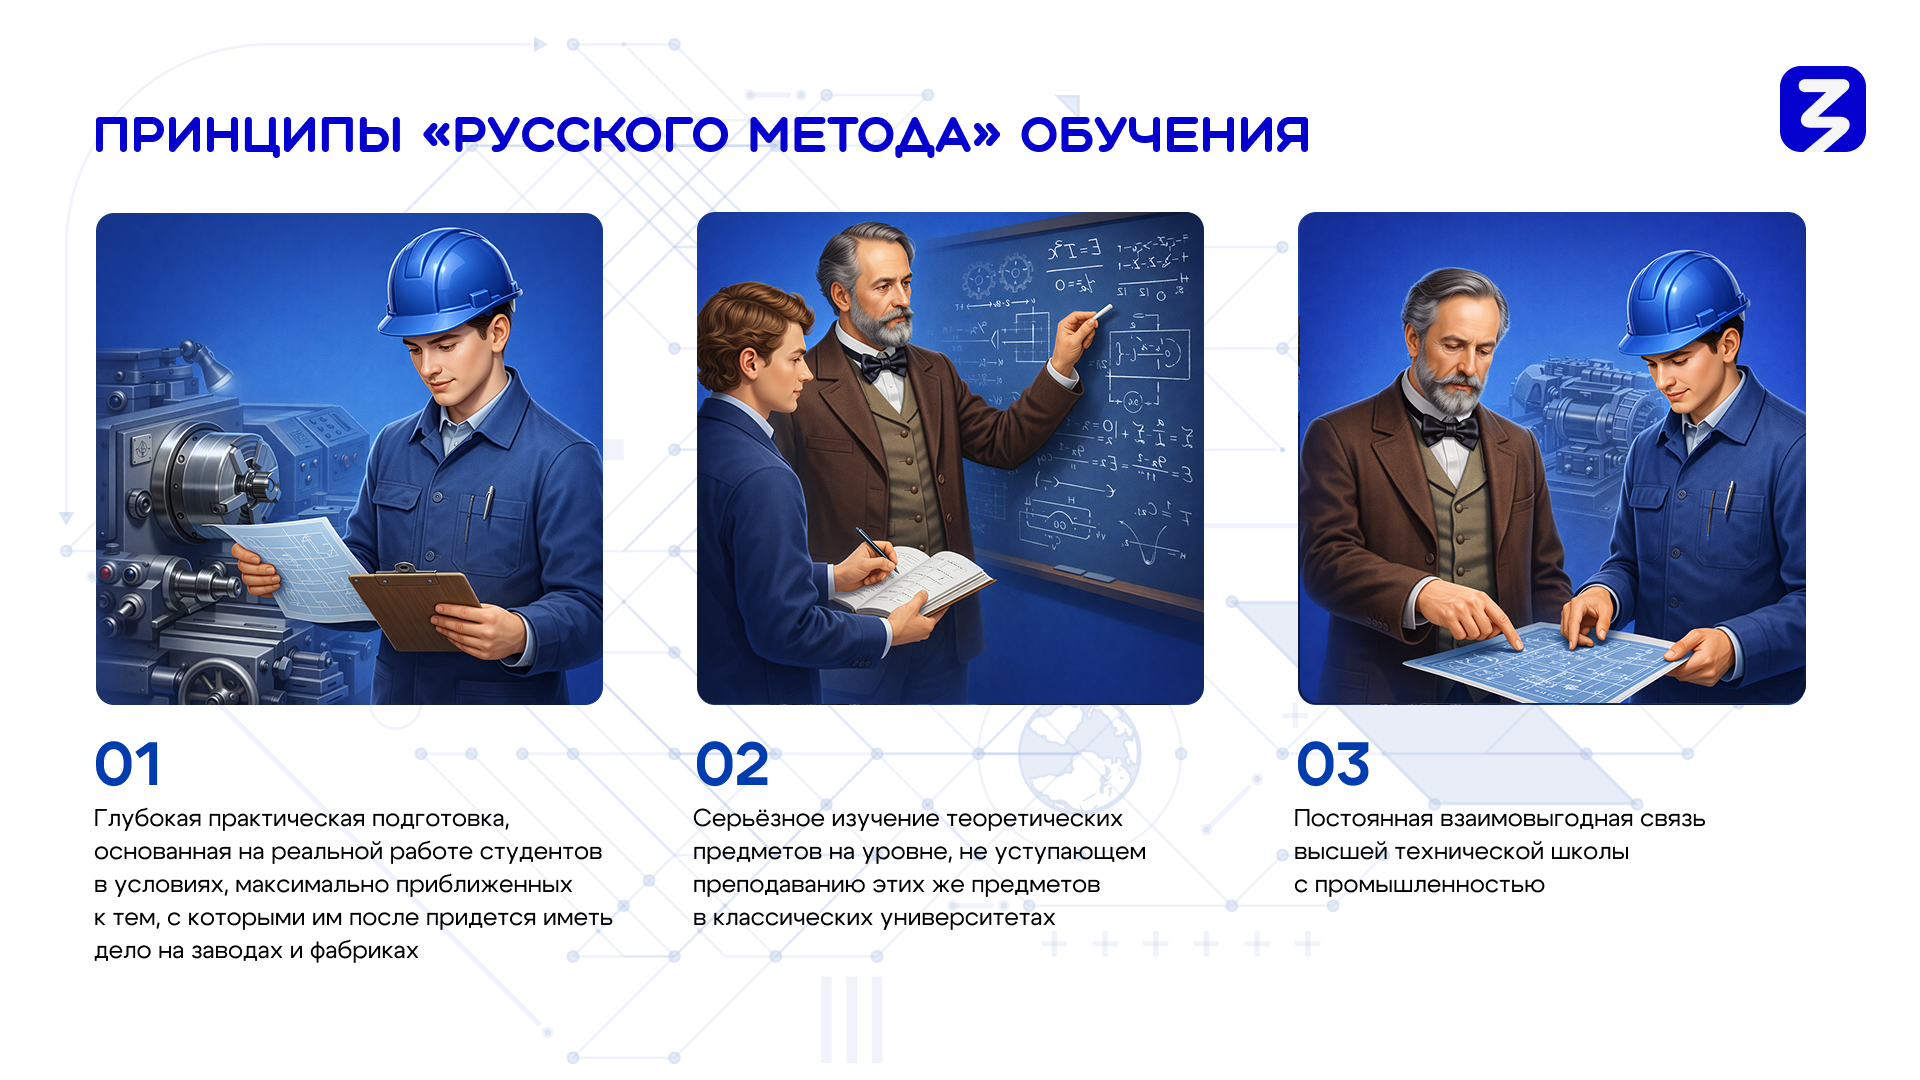 ПРИНЦИПЫ «РУССКОГО МЕТОДА» ОБУЧЕНИЯ
01
Глубокая практическая подготовка,
основанная на реальной работе студентов
в условиях, максимально приближенных
к тем, с которыми им после придется иметь
дело на заводах и фабриках
02
Серьёзное изучение теоретических
предметов на уровне, не уступающем
преподаванию этих же предметов
в классических университетах
03
Постоянная взаимовыгодная связь
высшей технической школы
с промышленностью